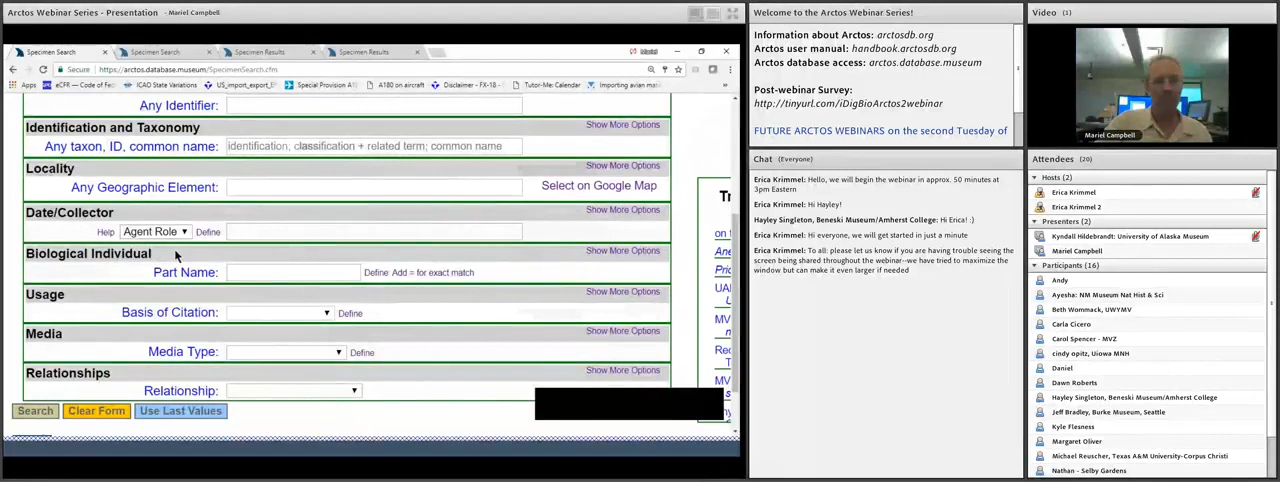 Arctos Webinar Series - Presentation - Mariel Campbell
Specimen Search
Specimen Search
Specimen Results
Specimen Results
Mariel
Secure
https://arctos.database.museum/SpecimenSearch.cfm
Apps
eCFR — Code of Fed
ICAO State Variations
US_import_export_E
Special Provision A1
A180 on aircraft
Disclaimer - FX-18 -
Tutor-Me: Calendar
Importing avian mat
Any Identifier:
Identification and Taxonomy
Show More Options
Any taxon, ID, common name:
identification; classification + related term; common name
Locality
Show More Options
Any Geographic Element:
Select on Google Map
Date/Collector
Show More Options
Help
Agent Role
Define
Biological Individual
Show More Options
Part Name:
Define Add = for exact match
Usage
Show More Options
Basis of Citation:
Define
Media
Show More Options
Media Type:
Define
Relationships
Show More Options
Relationship:
Search
Clear Form
Use Last Values
on t
Ane
UAI
MV
Rec
T
MV
s
Welcome to the Arctos Webinar Series!
Information about Arctos: arctosdb.org
Arctos user manual: handbook.arctosdb.org
Arctos database access: arctos.database.museum
Post-webinar Survey:
http://tinyurl.com/iDigBioArctos2webinar
FUTURE ARCTOS WEBINARS on the second Tuesday of
Chat (Everyone)
Erica Krimmel: Hello, we will begin the webinar in approx. 50 minutes at
3pm Eastern
Erica Krimmel: Hi Hayley!
Hayley Singleton, Beneski Museum/Amherst College: Hi Erica! :)
Erica Krimmel: Hi everyone, we will get started in just a minute
Erica Krimmel: To all: please let us know if you are having trouble seeing the
screen being shared throughout the webinar--we have tried to maximize the
window but can make it even larger if needed
Video (1)
Mariel Campbell
Attendees (20)
Hosts (2)
Erica Krimmel
Erica Krimmel 2
Presenters (2)
Kyndall Hildebrandt: University of Alaska Museum
Mariel Campbell
Participants (16)
Andy
Ayesha: NM Museum Nat Hist & Sci
Beth Wommack, UWYMV
Carla Cicero
Carol Spencer - MVZ
cindy opitz, Uiowa MNH
Daniel
Dawn Roberts
Hayley Singleton, Beneski Museum/Amherst College
Jeff Bradley, Burke Museum, Seattle
Kyle Flesness
Margaret Oliver
Michael Reuscher, Texas A&M University-Corpus Christi
Nathan - Selby Gardens